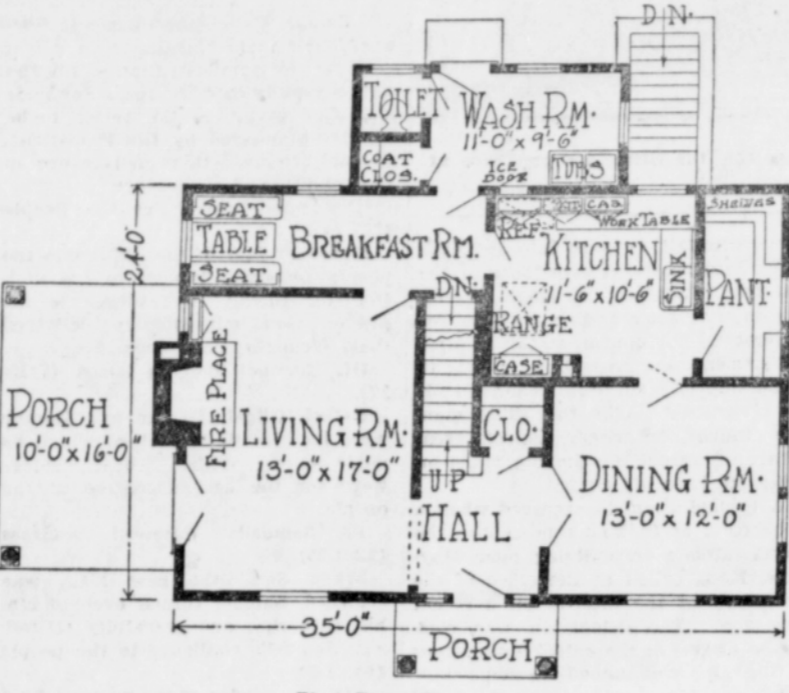 DN.
TOILET
WASH RM.
11'-0" x 9'-6"
COAT
CLOS.
ICE
DOOR
TUBS
SEAT
TABLE
SEAT
BREAKFAST RM.
REF.
CAB
WORK TABLE
SHELVES
KITCHEN
11'-6" x 10'-6"
SINK
PANT.
24'-0"
DN.
RANGE
CASE
FIRE PLACE
PORCH
10'-0" x 16'-0"
LIVING RM.
13'-0" x 17'-0"
CLO.
UP
HALL
DINING RM.
13'-0" x 12'-0"
35'-0"
PORCH